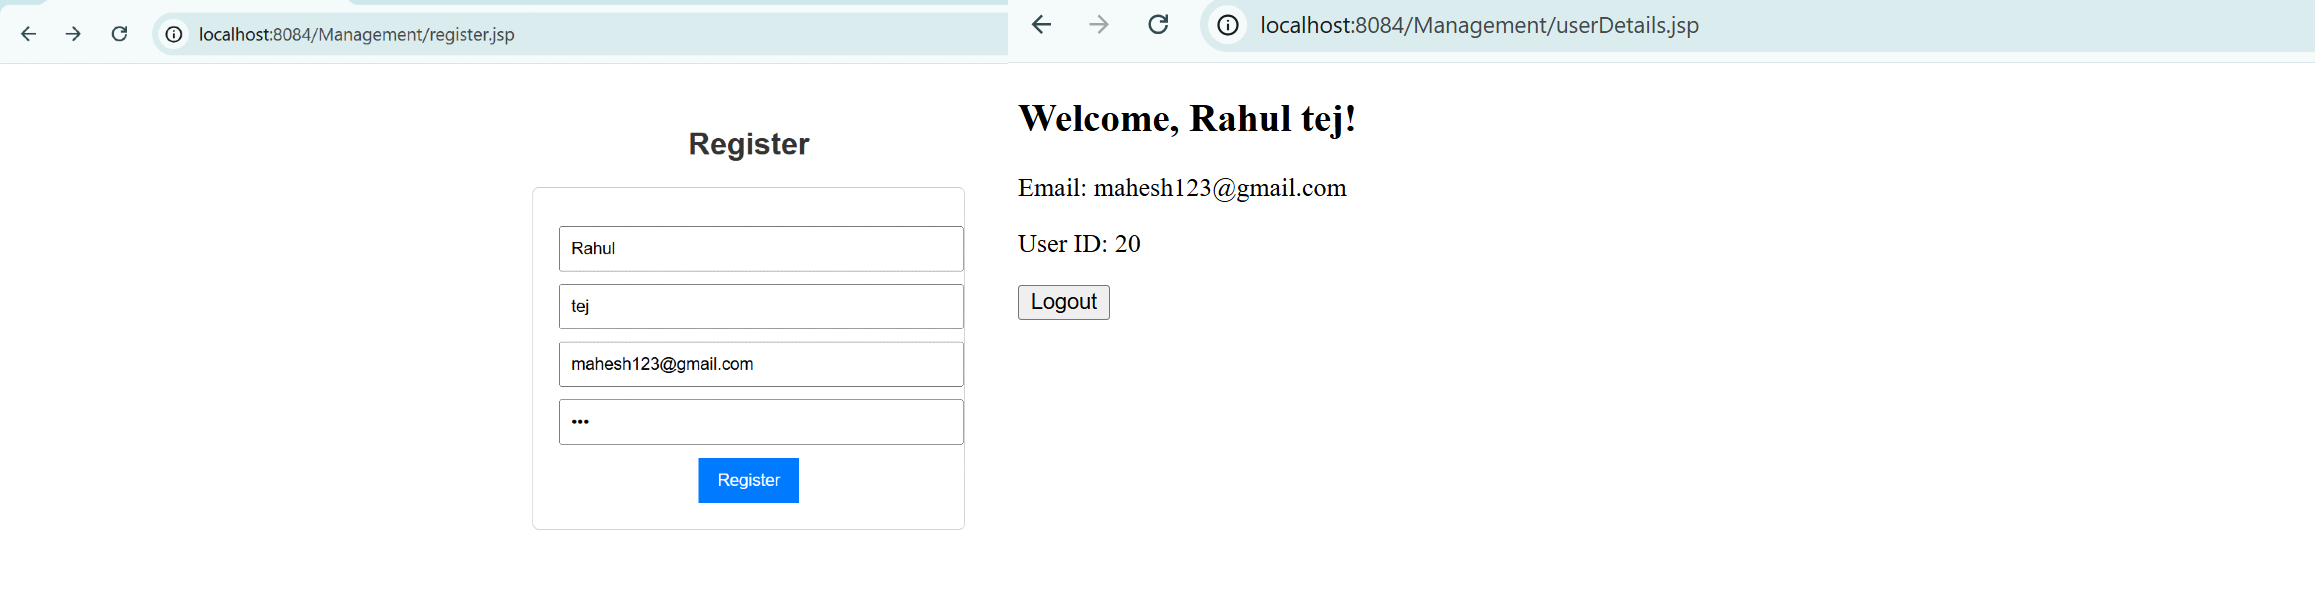 localhost:8084/Management/register.jsp
Register
Rahul
tej
mahesh123@gmail.com
•••
Register
localhost:8084/Management/userDetails.jsp
Welcome, Rahul tej!
Email: mahesh123@gmail.com
User ID: 20
Logout